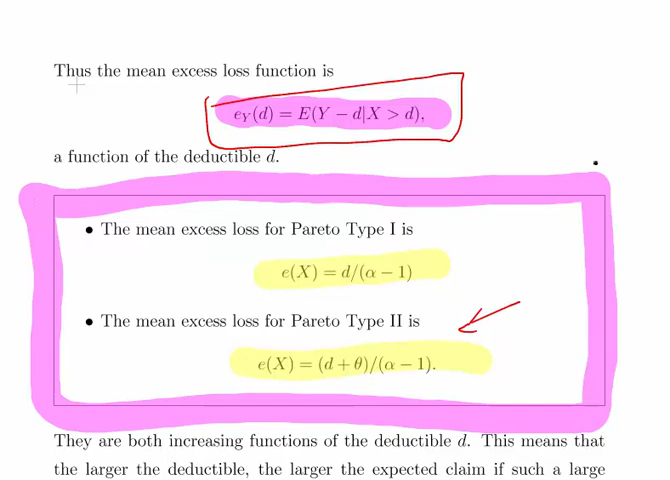 Thus the mean excess loss function is
e_Y(d) = E(Y − d|X > d),
a function of the deductible d.
• The mean excess loss for Pareto Type I is
e(X) = d/(α − 1)
• The mean excess loss for Pareto Type II is
e(X) = (d + θ)/(α − 1).
They are both increasing functions of the deductible d. This means that
the larger the deductible, the larger the expected claim if such a large